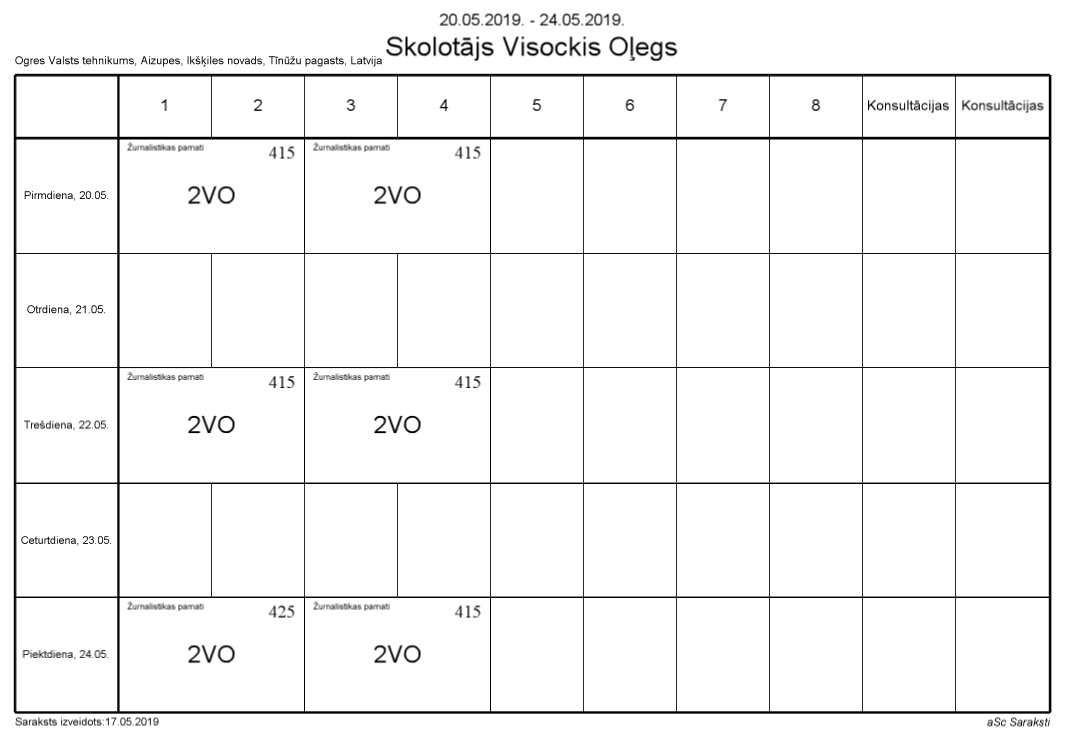 20.05.2019. - 24.05.2019.
Skolotājs Visockis Oļegs
Ogres Valsts tehnikums, Aizupes, Ikšķiles novads, Tīnūžu pagasts, Latvija
1 2 3 4 5 6 7 8 Konsultācijas Konsultācijas
Žurnalistikas pamati 415 Žurnalistikas pamati 415
Pirmdiena, 20.05. 2VO 2VO
Otrdiena, 21.05.
Žurnalistikas pamati 415 Žurnalistikas pamati 415
Trešdiena, 22.05. 2VO 2VO
Ceturtdiena, 23.05.
Žurnalistikas pamati 425 Žurnalistikas pamati 415
Piektdiena, 24.05. 2VO 2VO
Saraksts izveidots:17.05.2019 aSc Saraksti